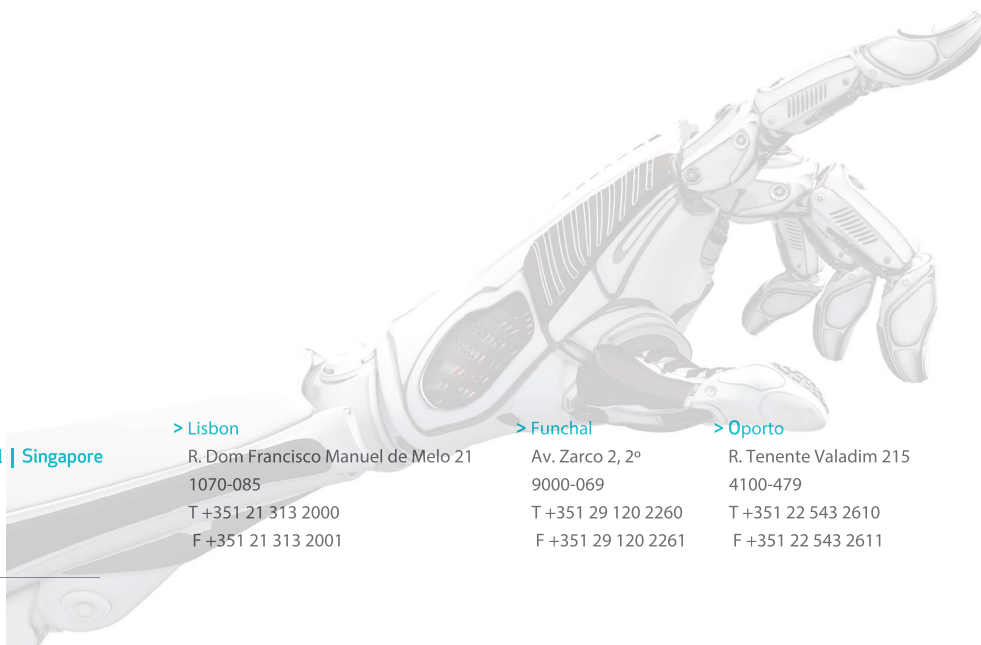 | Singapore
> Lisbon
R. Dom Francisco Manuel de Melo 21
1070-085
T +351 21 313 2000
F +351 21 313 2001
> Funchal
Av. Zarco 2, 2º
9000-069
T +351 29 120 2260
F +351 29 120 2261
> Oporto
R. Tenente Valadim 215
4100-479
T +351 22 543 2610
F +351 22 543 2611